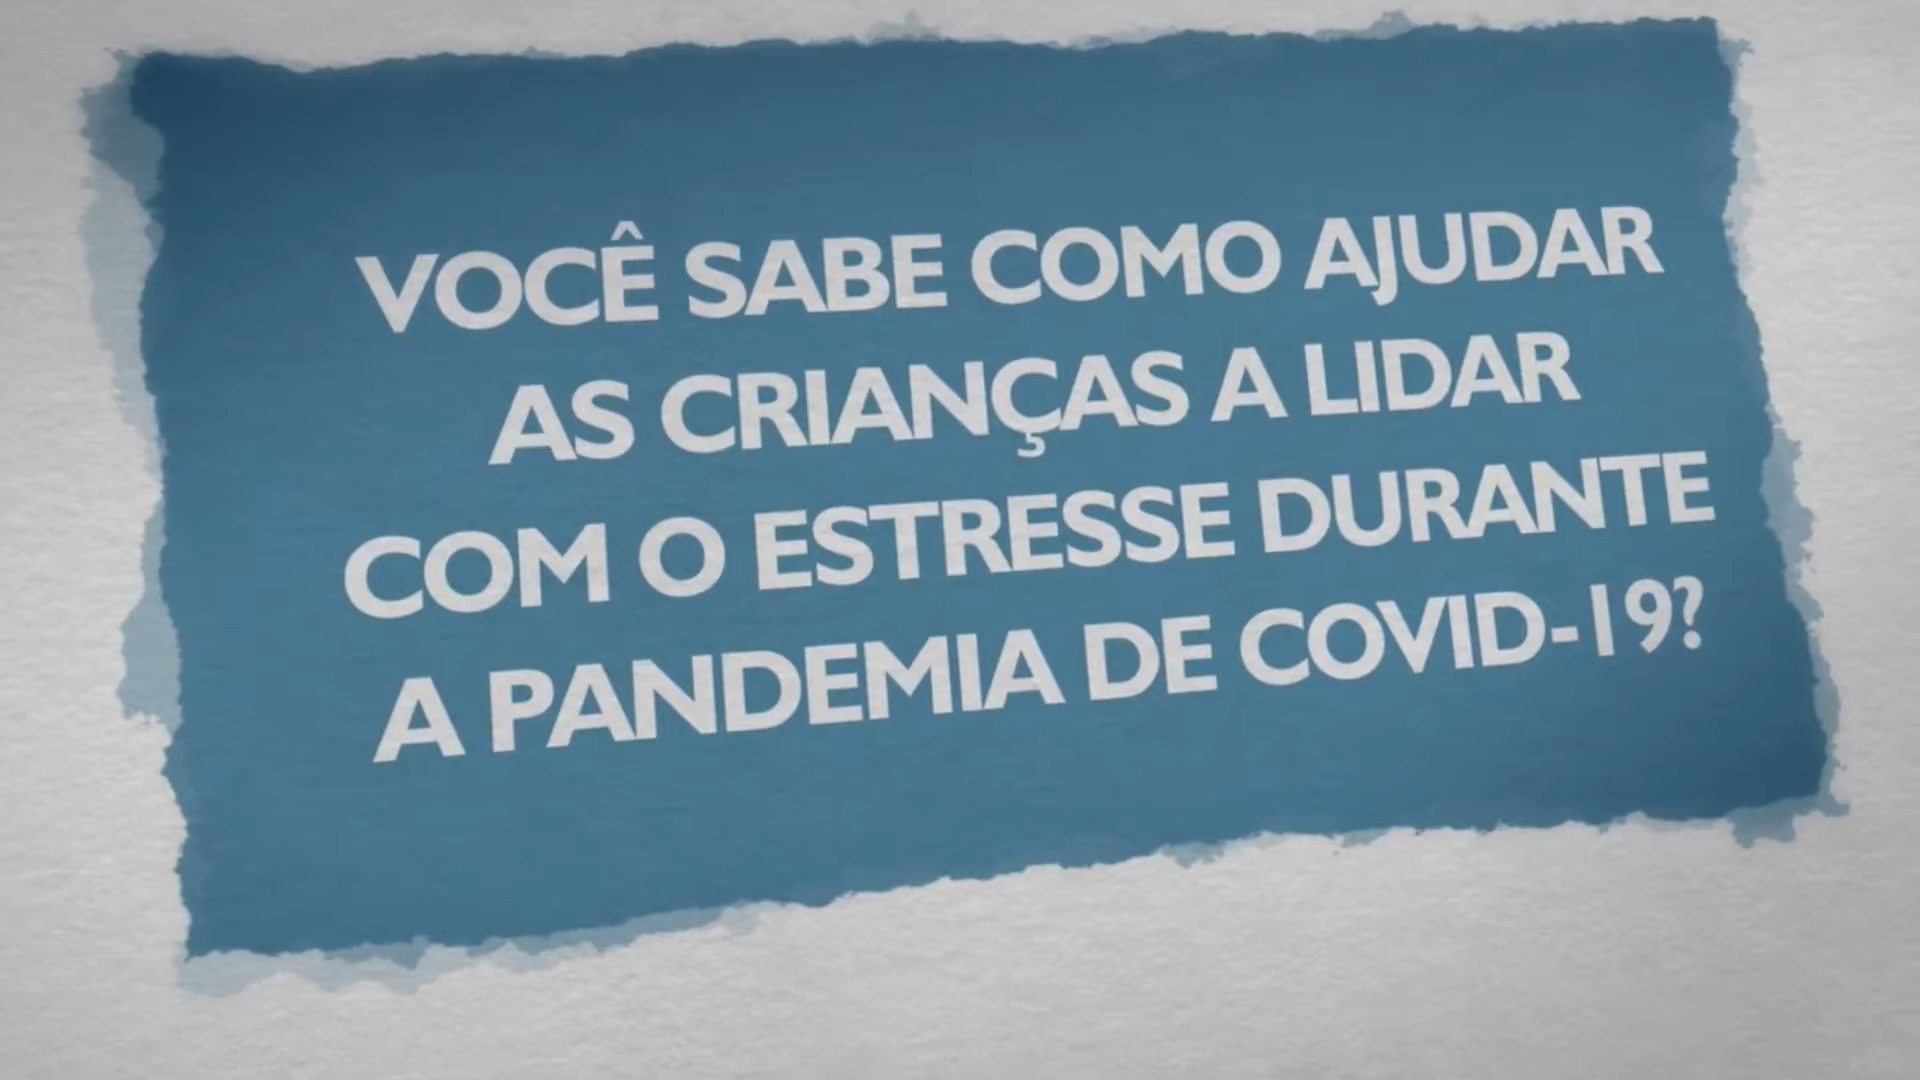 VOCÊ SABE COMO AJUDAR
AS CRIANÇAS A LIDAR
COM O ESTRESSE DURANTE
A PANDEMIA DE COVID-19?